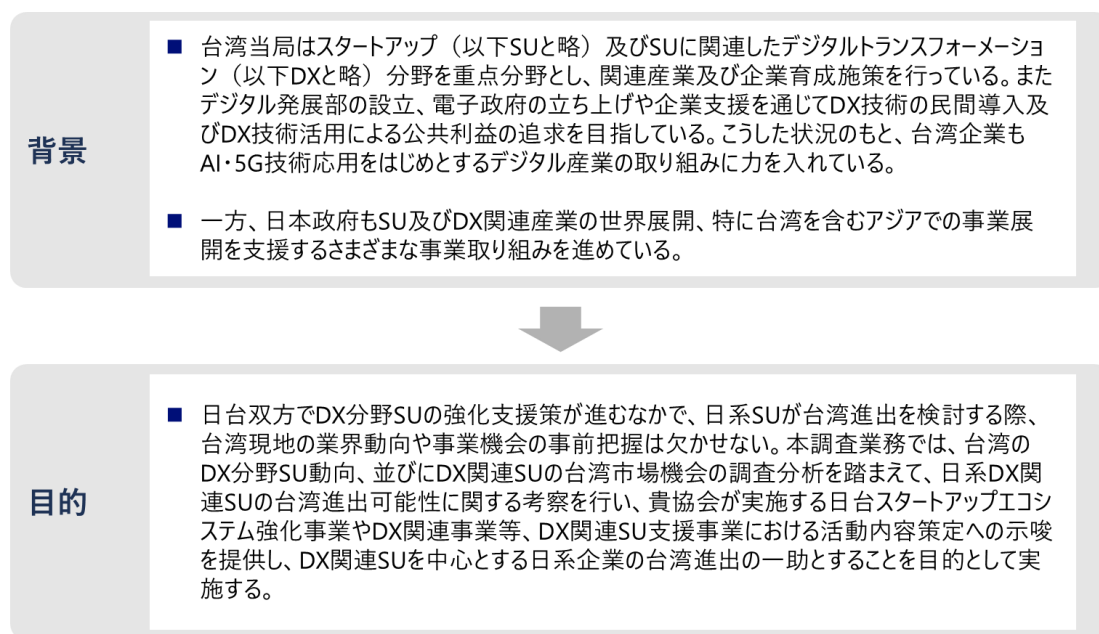 背景
■ 台湾当局はスタートアップ（以下SUと略）及びSUに関連したデジタルトランスフォーメーショ
ン（以下DXと略）分野を重点分野とし、関連産業及び企業育成施策を行っている。また
デジタル発展部の設立、電子政府の立ち上げや企業支援を通じてDX技術の民間導入及
びDX技術活用による公共利益の追求を目指している。こうした状況のもと、台湾企業も
AI・5G技術応用をはじめとするデジタル産業の取り組みに力を入れている。
■ 一方、日本政府もSU及びDX関連産業の世界展開、特に台湾を含むアジアでの事業展
開を支援するさまざまな事業取り組みを進めている。
目的
■ 日台双方でDX分野SUの強化支援策が進むなかで、日系SUが台湾進出を検討する際、
台湾現地の業界動向や事業機会の事前把握は欠かせない。本調査業務では、台湾の
DX分野SU動向、並びにDX関連SUの台湾市場機会の調査分析を踏まえて、日系DX関
連SUの台湾進出可能性に関する考察を行い、貴協会が実施する日台スタートアップエコシ
ステム強化事業やDX関連事業等、DX関連SU支援事業における活動内容策定への示唆
を提供し、DX関連SUを中心とする日系企業の台湾進出の一助とすることを目的として実
施する。